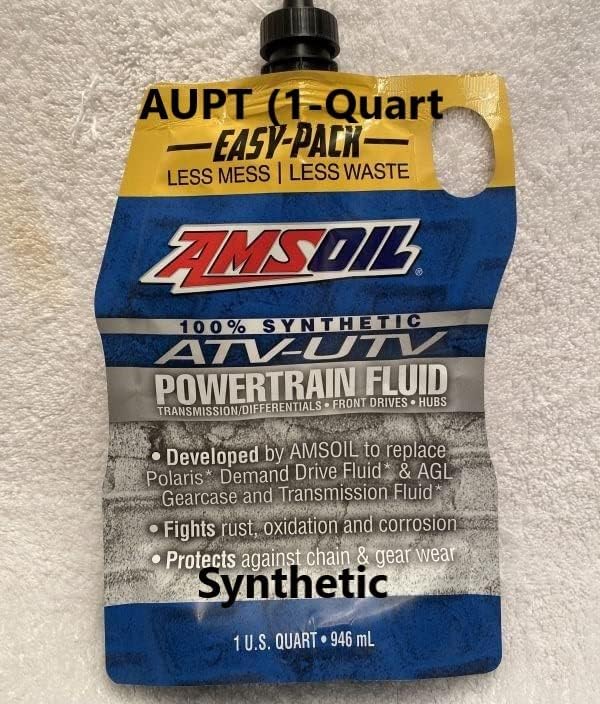 AUPT (1-Quart
EASY-PACK
LESS MESS | LESS WASTE
AMSOIL®
100% SYNTHETIC
ATV-UTV
POWERTRAIN FLUID
TRANSMISSION/DIFFERENTIALS • FRONT DRIVES • HUBS
• Developed by AMSOIL to replace
Polaris* Demand Drive Fluid* & AGL
Gearcase and Transmission Fluid*
• Fights rust, oxidation and corrosion
• Protects against chain & gear wear
Synthetic
1 U.S. QUART • 946 mL